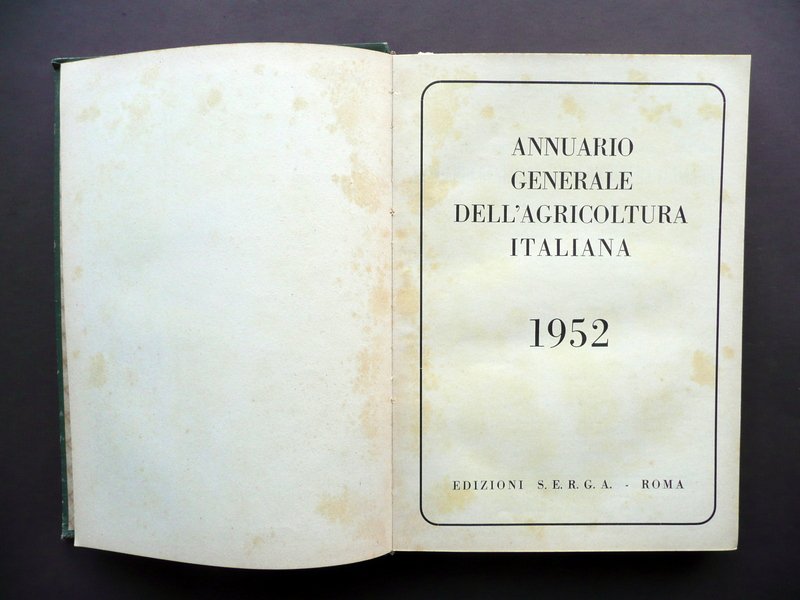 ANNUARIO
GENERALE
DELL'AGRICOLTURA
ITALIANA
1952
EDIZIONI S. E. R. G. A. - ROMA